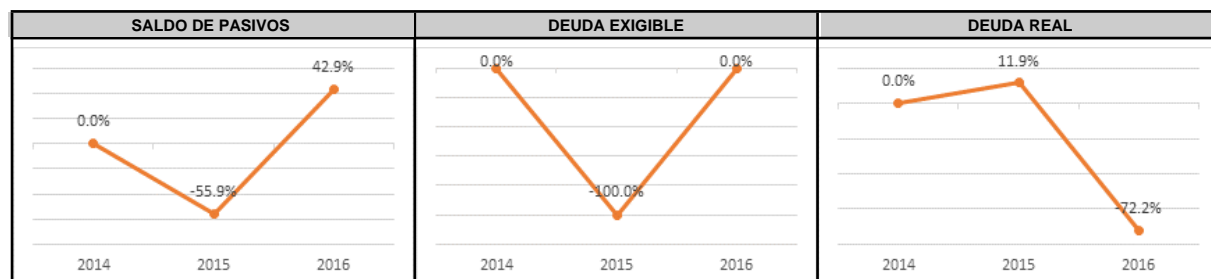 SALDO DE PASIVOS
42.9%
0.0%
-55.9%
2014 2015 2016
DEUDA EXIGIBLE
0.0% 0.0%
-100.0%
2014 2015 2016
DEUDA REAL
11.9%
0.0%
-72.2%
2014 2015 2016